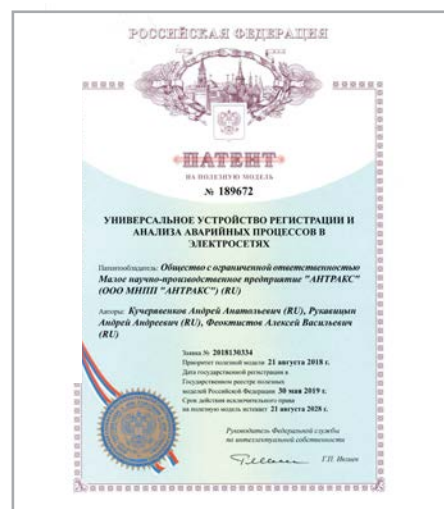 РОССИЙСКАЯ ФЕДЕРАЦИЯ
ПАТЕНТ
НА ПОЛЕЗНУЮ МОДЕЛЬ
№ 189672
УНИВЕРСАЛЬНОЕ УСТРОЙСТВО РЕГИСТРАЦИИ И
АНАЛИЗА АВАРИЙНЫХ ПРОЦЕССОВ В
ЭЛЕКТРОСЕТЯХ
Патентообладатель: Общество с ограниченной ответственностью
Малое научно-производственное предприятие "АНТРАКС"
(ООО МНПП "АНТРАКС") (RU)
Авторы: Кучерявенков Андрей Анатольевич (RU), Рукавицын
Андрей Андреевич (RU), Феоктистов Алексей Васильевич
(RU)
Заявка № 2018130334
Приоритет полезной модели 21 августа 2018 г.
Дата государственной регистрации в
Государственном реестре полезных
моделей Российской Федерации 30 мая 2019 г.
Срок действия исключительного права
на полезную модель истекает 21 августа 2028 г.
Руководитель Федеральной службы
по интеллектуальной собственности
Г.П. Ивлиев